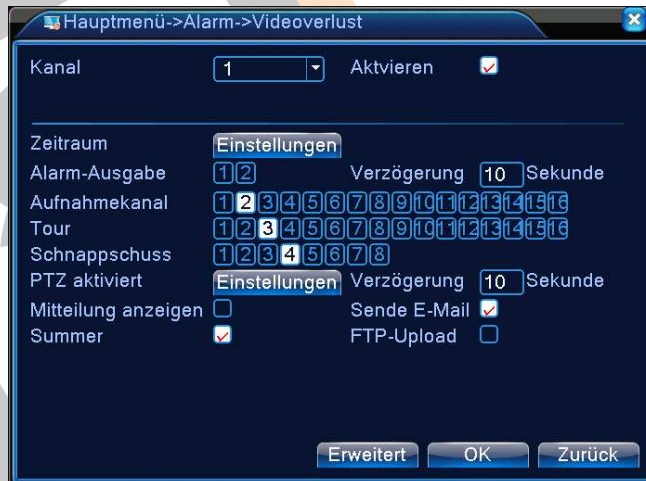 Hauptmenü->Alarm->Videoverlust
Kanal 1 Aktvieren
Zeitraum Einstellungen
Alarm-Ausgabe 1 2 Verzögerung 10 Sekunde
Aufnahmekanal 1 2 3 4 5 6 7 8 9 10 11 12 13 14 15 16
Tour 1 2 3 4 5 6 7 8 9 10 11 12 13 14 15 16
Schnappschuss 1 2 3 4 5 6 7 8
PTZ aktiviert Einstellungen Verzögerung 10 Sekunde
Mitteilung anzeigen Sende E-Mail
Summer FTP-Upload
Erweitert OK Zurück